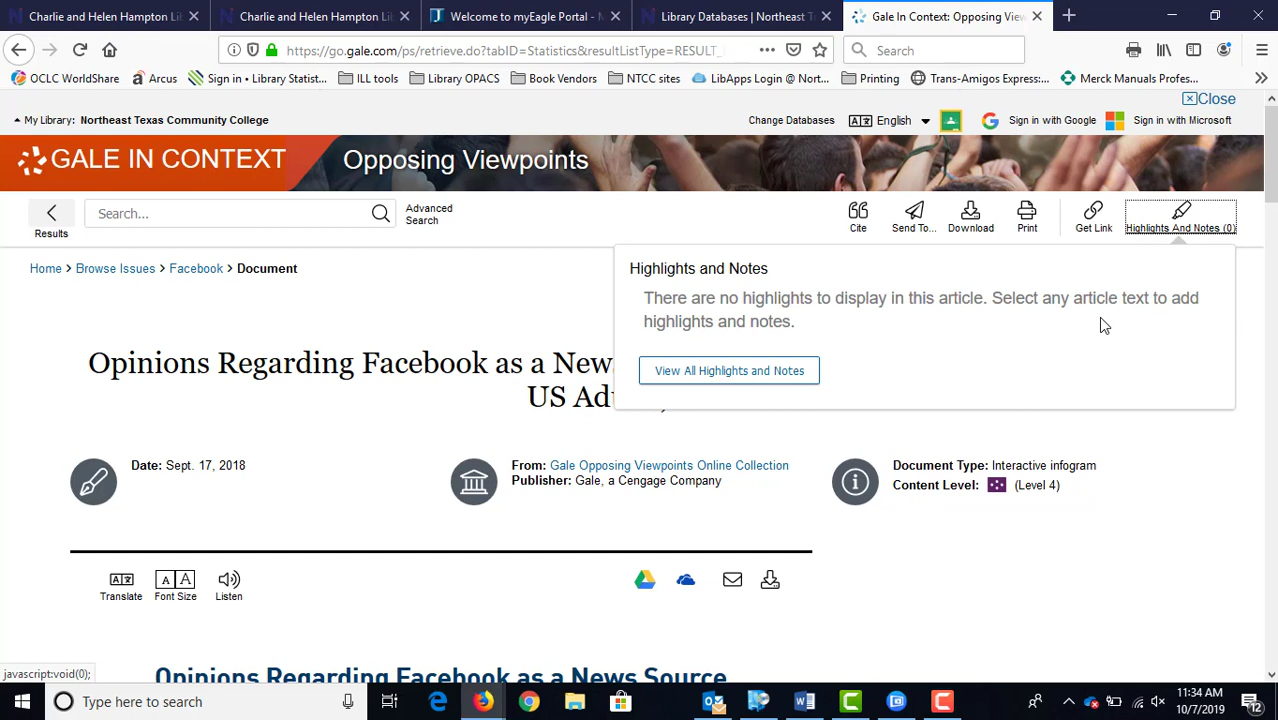 Charlie and Helen Hampton Li
Charlie and Helen Hampton Li
Welcome to myEagle Portal - M
Library Databases | Northeast T
Gale In Context: Opposing View
https://go.gale.com/ps/retrieve.do?tabID=Statistics&resultListType=RESULT_
Search
OCLC WorldShare
Arcus
Sign in • Library Statist...
ILL tools
Library OPACS
Book Vendors
NTCC sites
LibApps Login @ Nort...
Printing
Trans-Amigos Express:...
Merck Manuals Profes...
Close
My Library: Northeast Texas Community College
Change Databases
English
Sign in with Google
Sign in with Microsoft
GALE IN CONTEXT
Opposing Viewpoints
Results
Search...
Advanced
Search
Cite
Send To...
Download
Print
Get Link
Highlights And Notes (0)
Home > Browse Issues > Facebook > Document
Highlights and Notes
There are no highlights to display in this article. Select any article text to add
highlights and notes.
View All Highlights and Notes
Opinions Regarding Facebook as a New
US Ad
Date: Sept. 17, 2018
From: Gale Opposing Viewpoints Online Collection
Publisher: Gale, a Cengage Company
Document Type: Interactive infogram
Content Level: (Level 4)
Translate
Font Size
Listen
Opinions Regarding Facebook as a News Source
javascript:void(0);
Type here to search
11:34 AM
10/7/2019
12